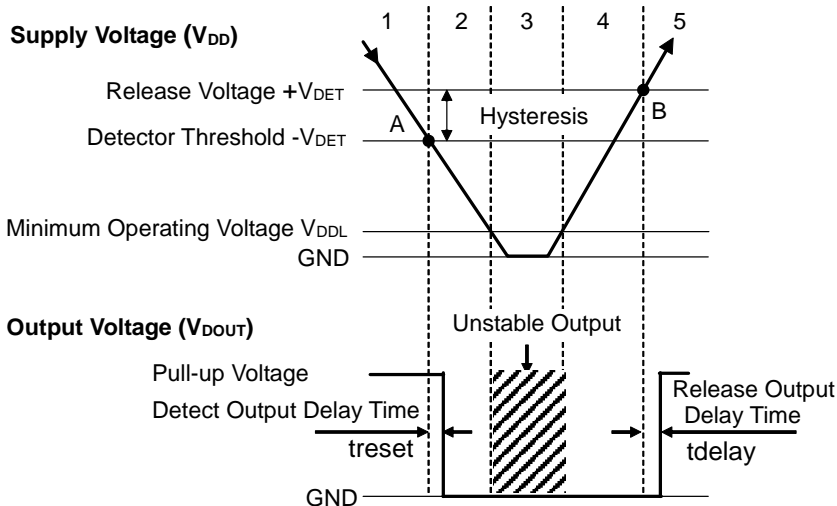 1 2 3 4 5
Supply Voltage (VDD)
Release Voltage +VDET
Hysteresis
A
B
Detector Threshold -VDET
Minimum Operating Voltage VDDL
GND
Output Voltage (VDOUT)
Unstable Output
Pull-up Voltage
Detect Output Delay Time
treset
Release Output
Delay Time
tdelay
GND